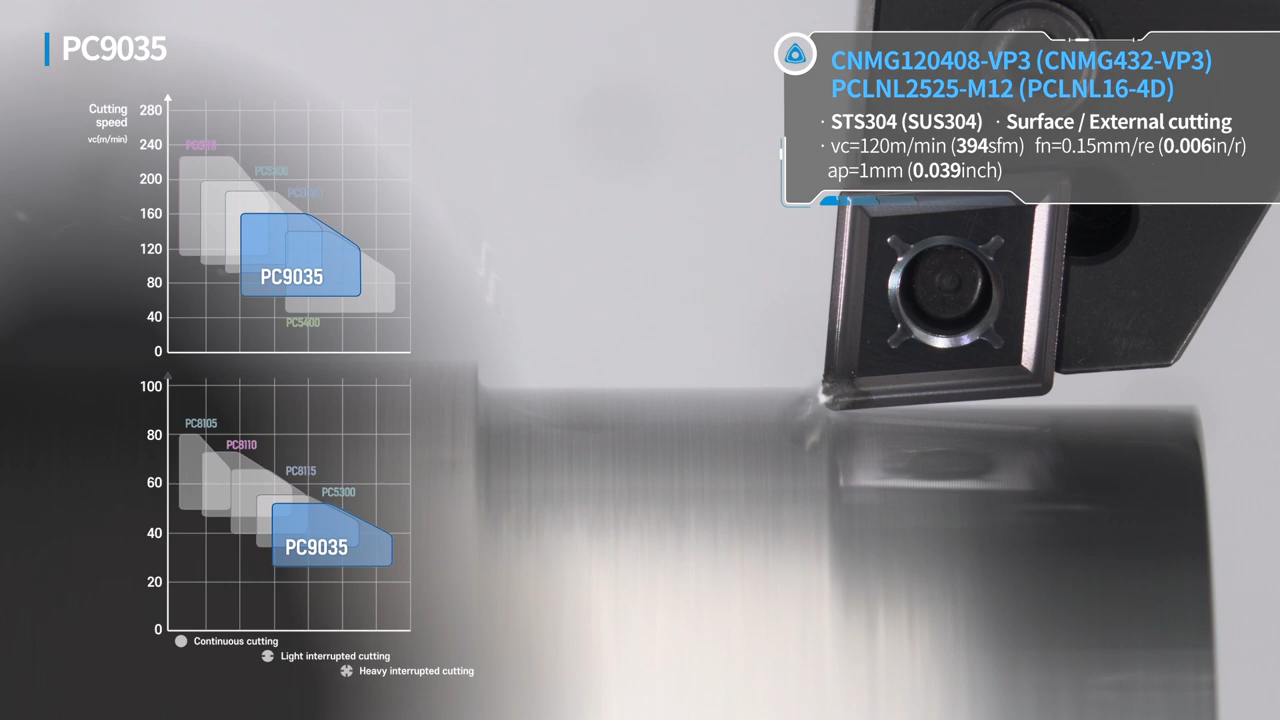 PC9035
CNMG120408-VP3 (CNMG432-VP3)
PCLNL2525-M12 (PCLNL16-4D)
· STS304 (SUS304) · Surface / External cutting
· vc=120m/min (394sfm) fn=0.15mm/re (0.006in/r)
ap=1mm (0.039inch)
Cutting
speed
vc(m/min)
280
240
200
160
120
80
40
0
PC5300
PC9035
PC5400
100
80
60
40
20
0
PC8105
PC8110
PC8115
PC5300
PC9035
Continuous cutting
Light interrupted cutting
Heavy interrupted cutting